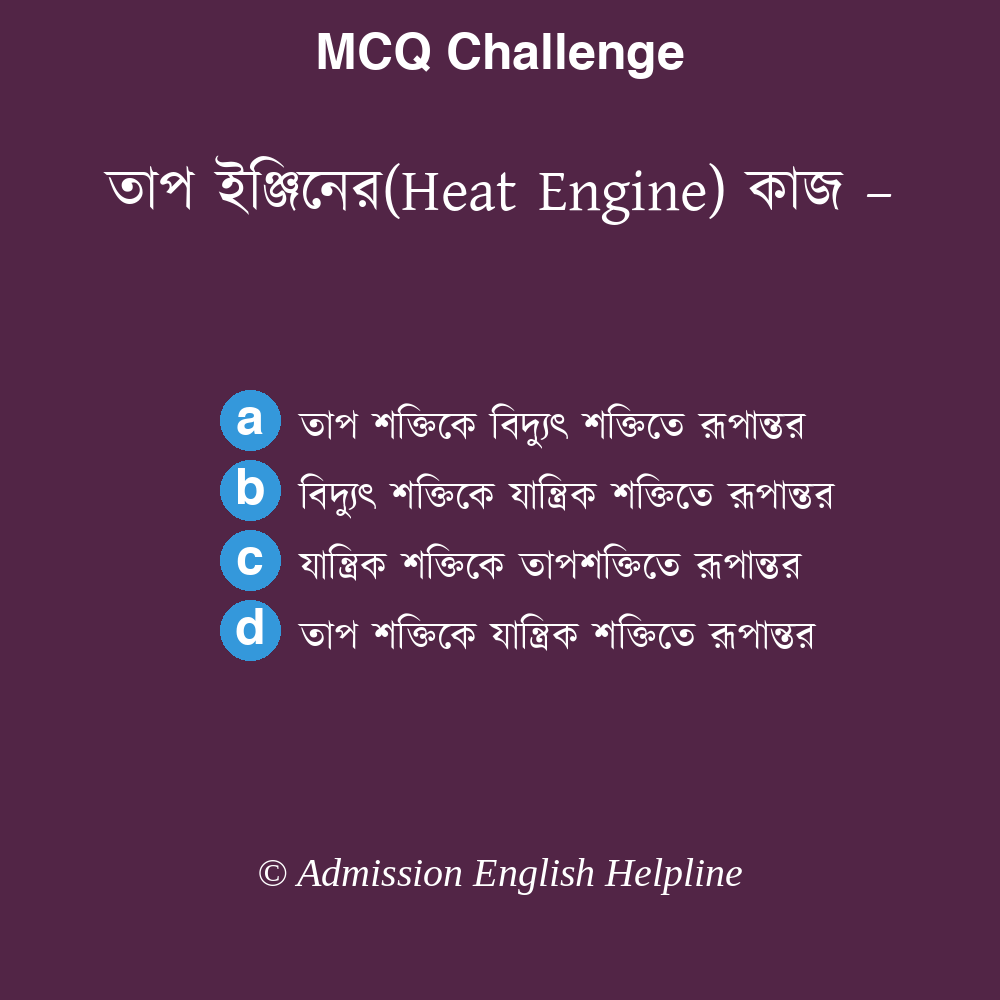 MCQ Challenge
তাপ ইঞ্জিনের(Heat Engine) কাজ –
a তাপ শক্তিকে বিদ্যুৎ শক্তিতে রূপান্তর
b বিদ্যুৎ শক্তিকে যান্ত্রিক শক্তিতে রূপান্তর
c যান্ত্রিক শক্তিকে তাপশক্তিতে রূপান্তর
d তাপ শক্তিকে যান্ত্রিক শক্তিতে রূপান্তর
© Admission English Helpline